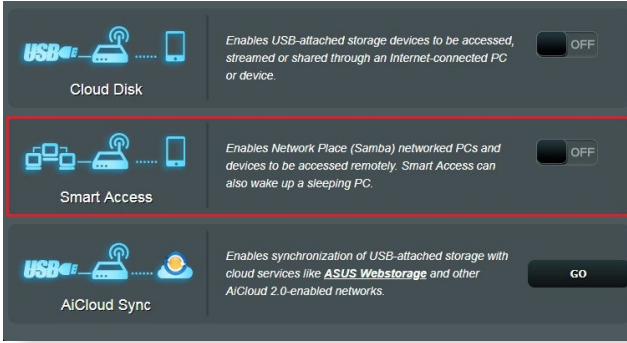 Enables USB-attached storage devices to be accessed,
streamed or shared through an Internet-connected PC
or device.
OFF
USB
Cloud Disk
Enables Network Place (Samba) networked PCs and
devices to be accessed remotely. Smart Access can
also wake up a sleeping PC.
OFF
Smart Access
Enables synchronization of USB-attached storage with
cloud services like ASUS Webstorage and other
AiCloud 2.0-enabled networks.
GO
USB
AiCloud Sync